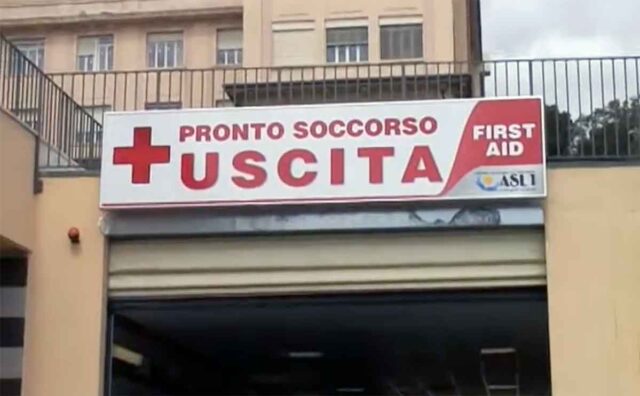 PRONTO SOCCORSO
USCITA
FIRST
AID
ASL1